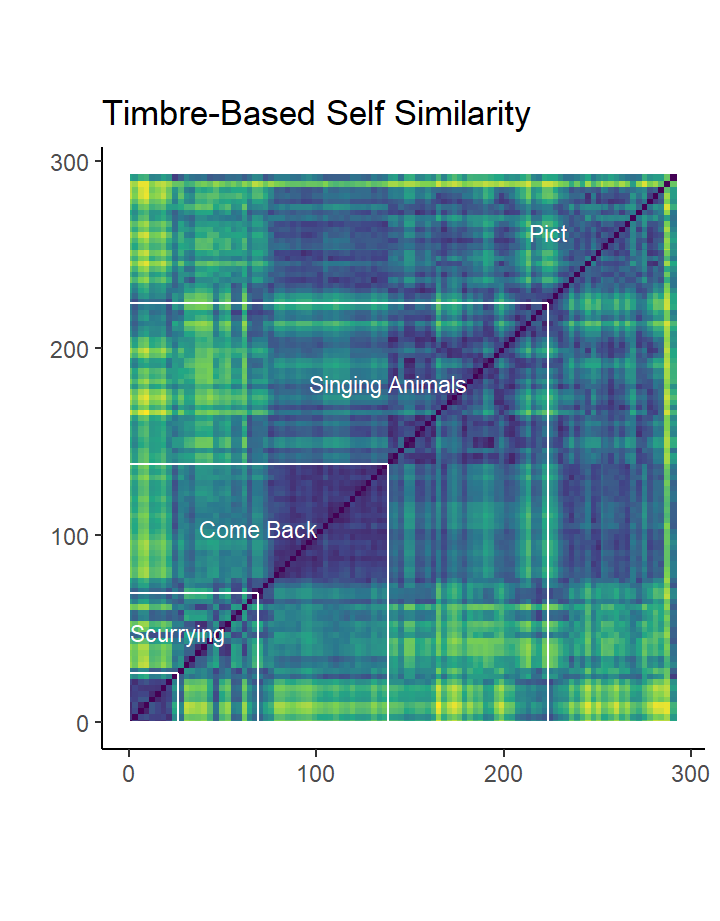 Timbre-Based Self Similarity
300
200
100
0
Pict
Singing Animals
Come Back
Scurrying
0 100 200 300